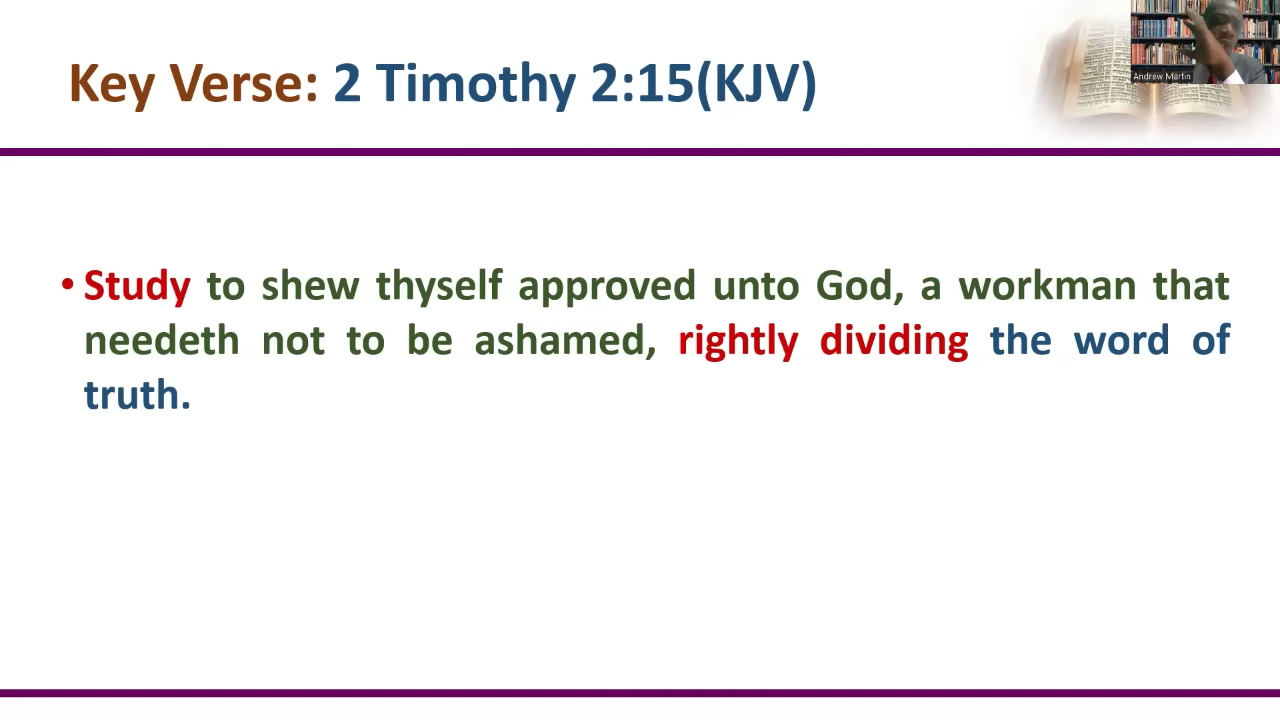 Key Verse: 2 Timothy 2:15(KJV)
Andrew Martin
• Study to shew thyself approved unto God, a workman that
needeth not to be ashamed, rightly dividing the word of
truth.